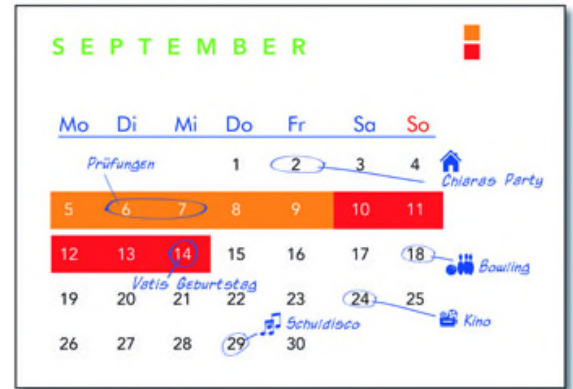 SEPTEMBER
Mo Di Mi Do Fr Sa So
Prüfungen 1 2 3 4
Chiaras Party
5 6 7 8 9 10 11
12 13 14 15 16 17 18
Bowling
Vatis Geburtstag
19 20 21 22 23 24 25
Kino
Schuldisco
26 27 28 29 30